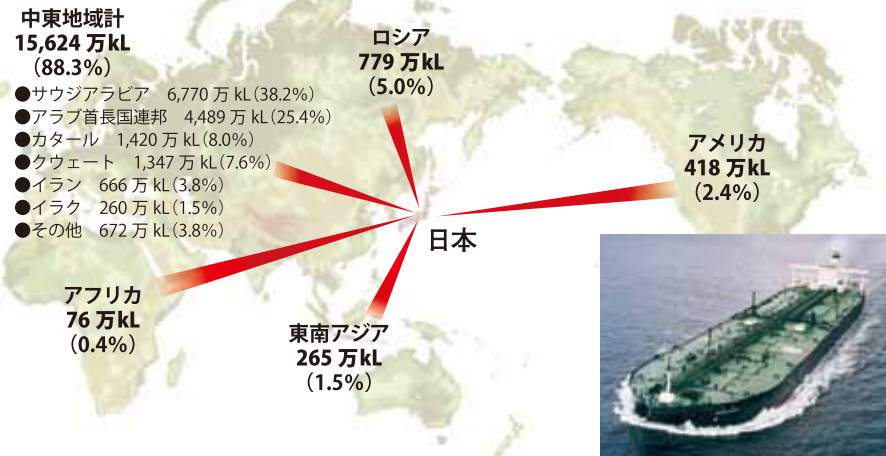 中東地域計
15,624 万kL
(88.3%)
●サウジアラビア 6,770 万 kL(38.2%)
●アラブ首長国連邦 4,489 万 kL(25.4%)
●カタール 1,420 万 kL(8.0%)
●クウェート 1,347 万 kL(7.6%)
●イラン 666 万 kL(3.8%)
●イラク 260 万 kL(1.5%)
●その他 672 万 kL(3.8%)
ロシア
779 万kL
(5.0%)
アメリカ
418 万kL
(2.4%)
日本
アフリカ
76 万kL
(0.4%)
東南アジア
265 万kL
(1.5%)